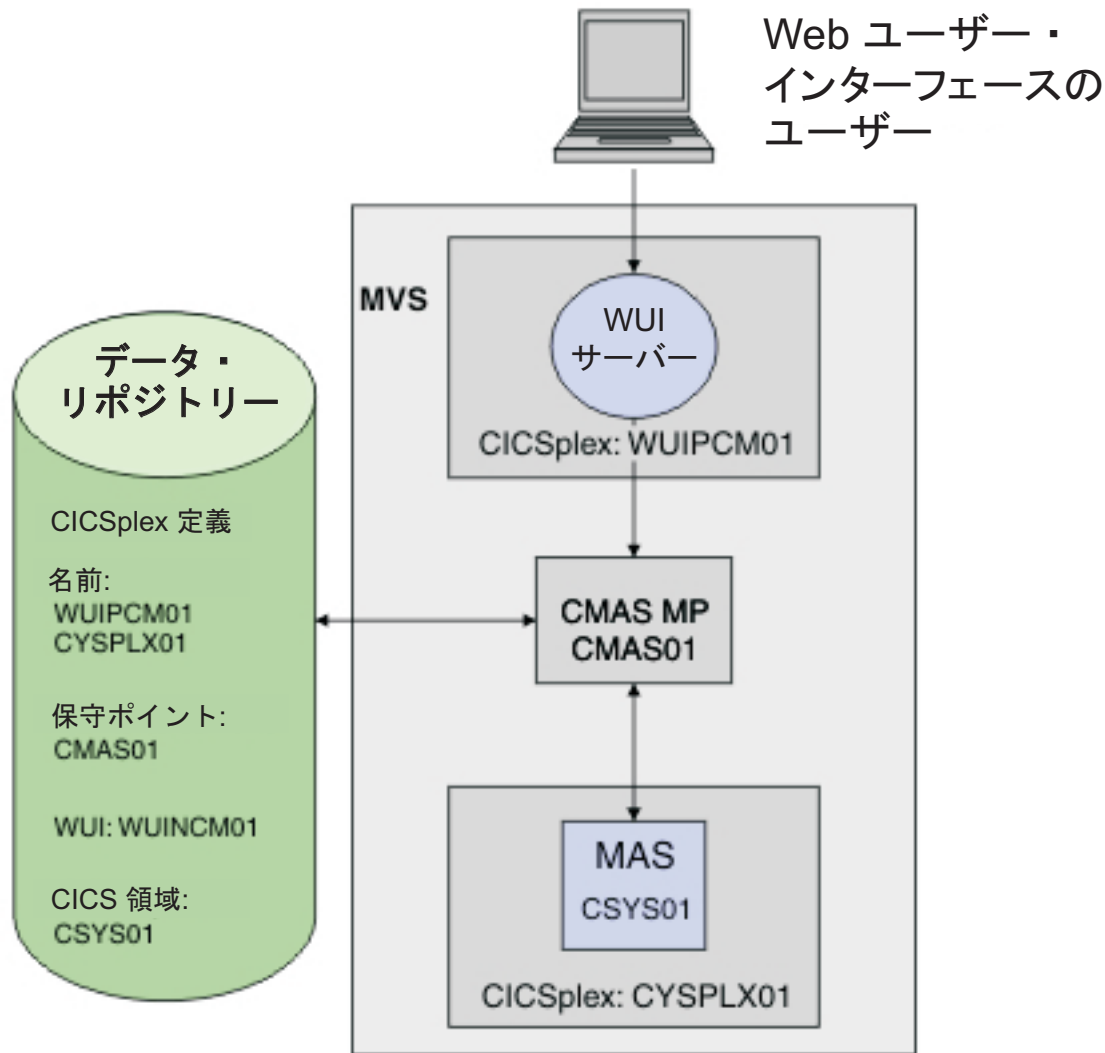 Web ユーザー・
インターフェースの
ユーザー
MVS
WUI
サーバー
CICSplex: WUIPCM01
データ・
リポジトリー
CICSplex 定義
名前:
WUIPCM01
CYSPLX01
保守ポイント:
CMAS01
WUI: WUINCM01
CICS 領域:
CSYS01
CMAS MP
CMAS01
MAS
CSYS01
CICSplex: CYSPLX01